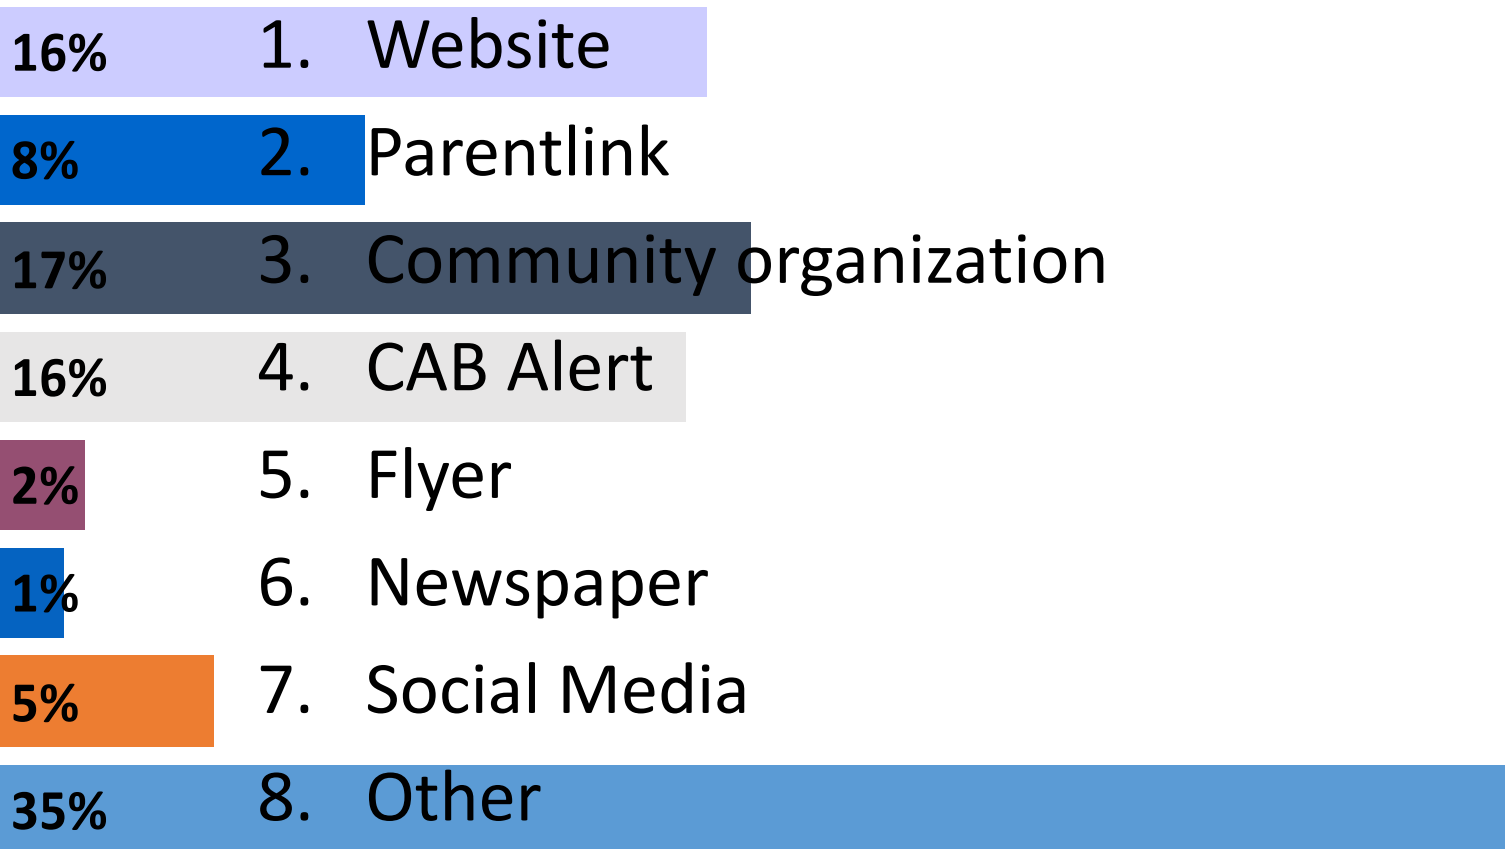 16% 1. Website
8% 2. Parentlink
17% 3. Community organization
16% 4. CAB Alert
2% 5. Flyer
1% 6. Newspaper
5% 7. Social Media
35% 8. Other